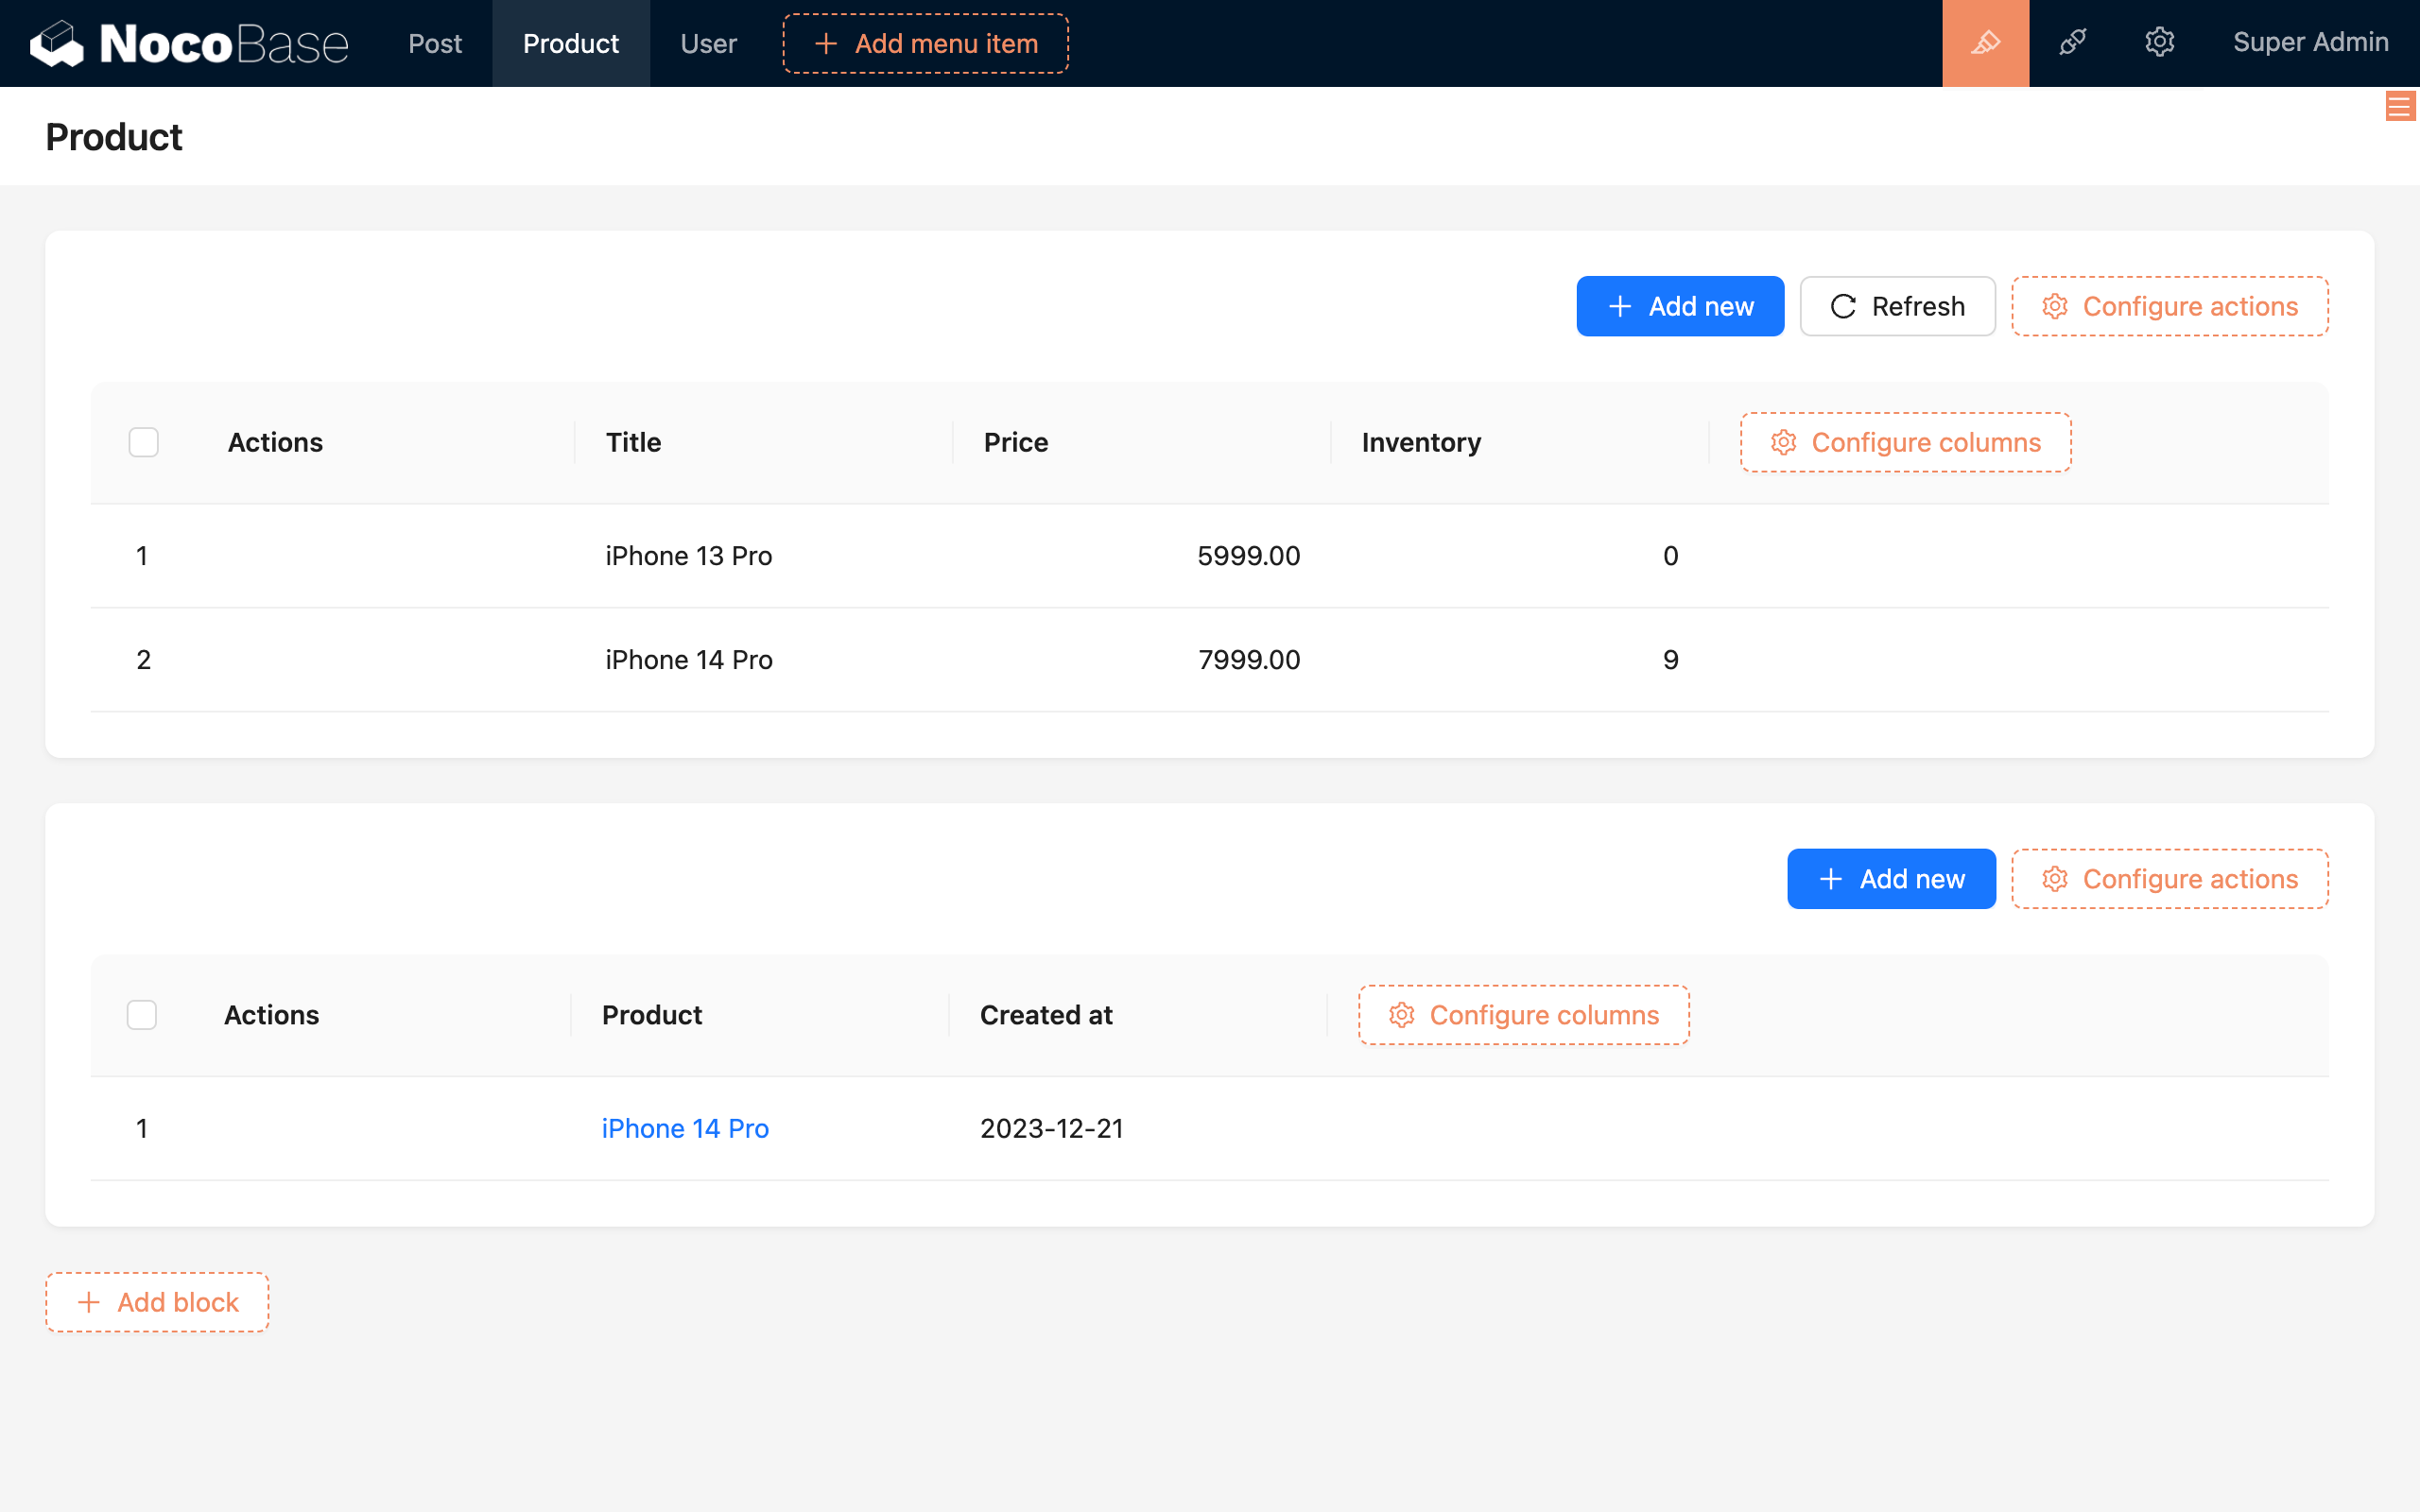 NocoBase Post Product User Add menu item Super Admin
Product
Add new Refresh Configure actions
Actions Title Price Inventory Configure columns
1 iPhone 13 Pro 5999.00 0
2 iPhone 14 Pro 7999.00 9
Add new Configure actions
Actions Product Created at Configure columns
1 iPhone 14 Pro 2023-12-21
Add block